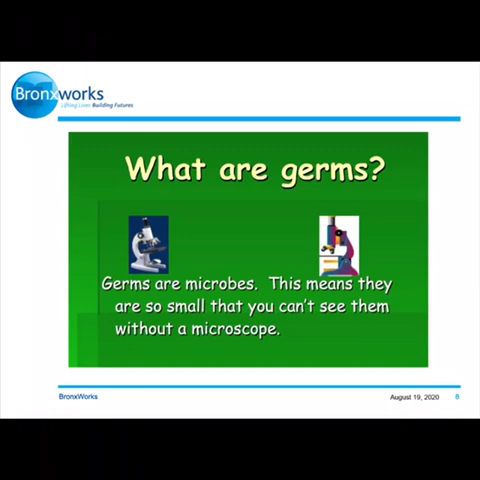 Bronxworks
Lifting Lives Building Futures
What are germs?
Germs are microbes. This means they
are so small that you can't see them
without a microscope.
BronxWorks
August 19, 2020
8